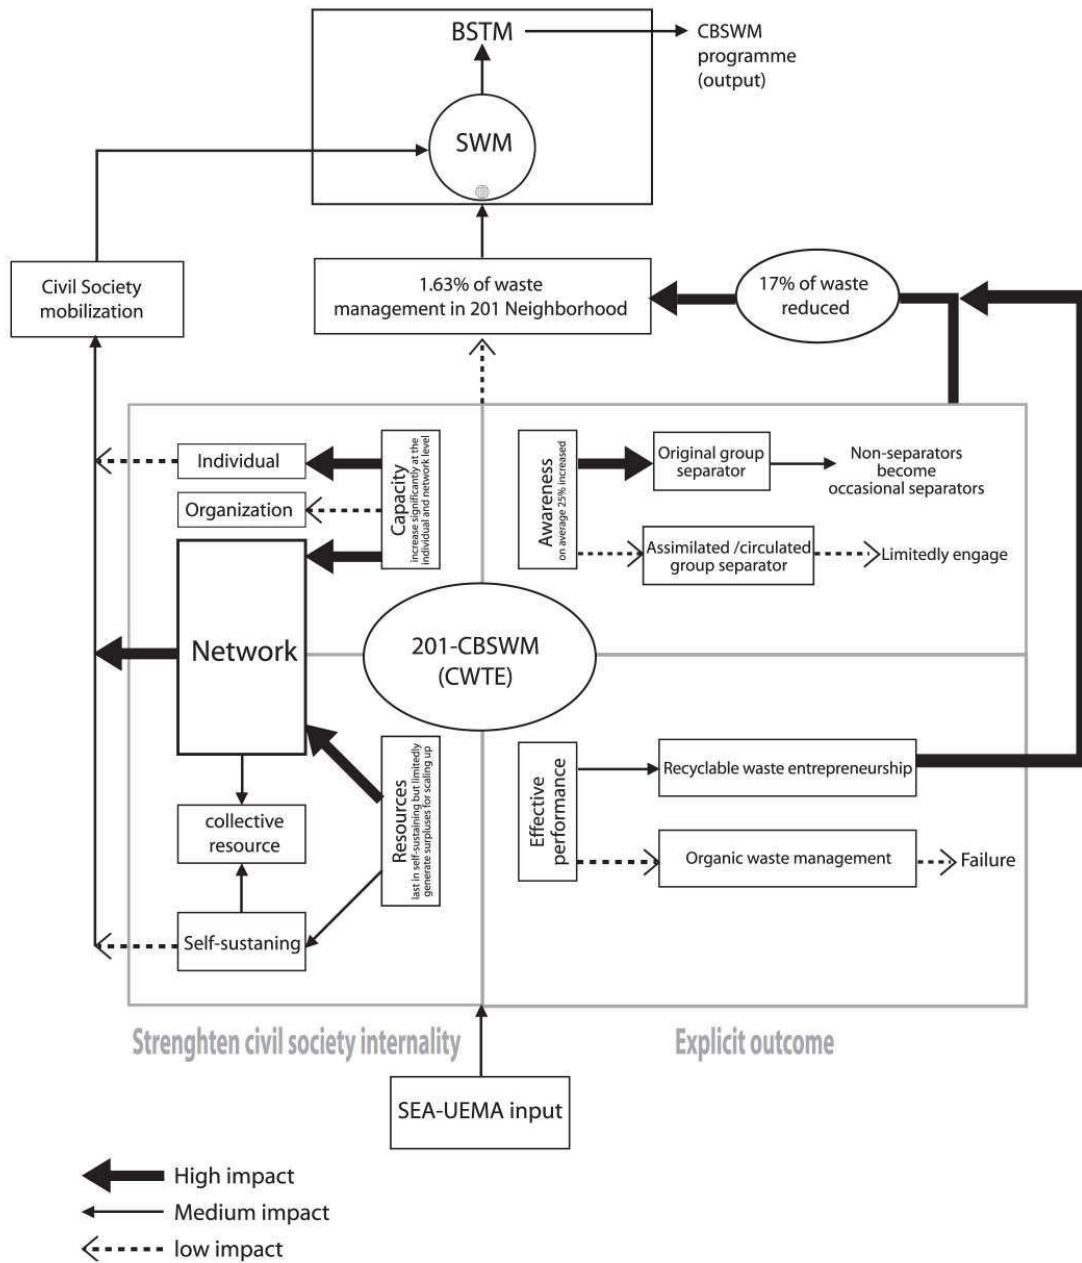 BSTM
CBSWM
programme
(output)
SWM
Civil Society
mobilization
1.63% of waste
management in 201 Neighborhood
17% of waste
reduced
Individual
Organization
Network
Capacity
increase significantly at the
individual and network level
Awareness
on average 25% increased
Original group
separator
Non-separators
become
occasional separators
Assimilated /circulated
group separator
Limitedly engage
201-CBSWM
(CWTE)
collective
resource
Self-sustaning
Resources
last in self-sustaining but limitedly
generate surpluses for scaling up
Effective
performance
Recyclable waste entrepreneurship
Organic waste management
Failure
Strenghten civil society internality
Explicit outcome
SEA-UEMA input
High impact
Medium impact
low impact